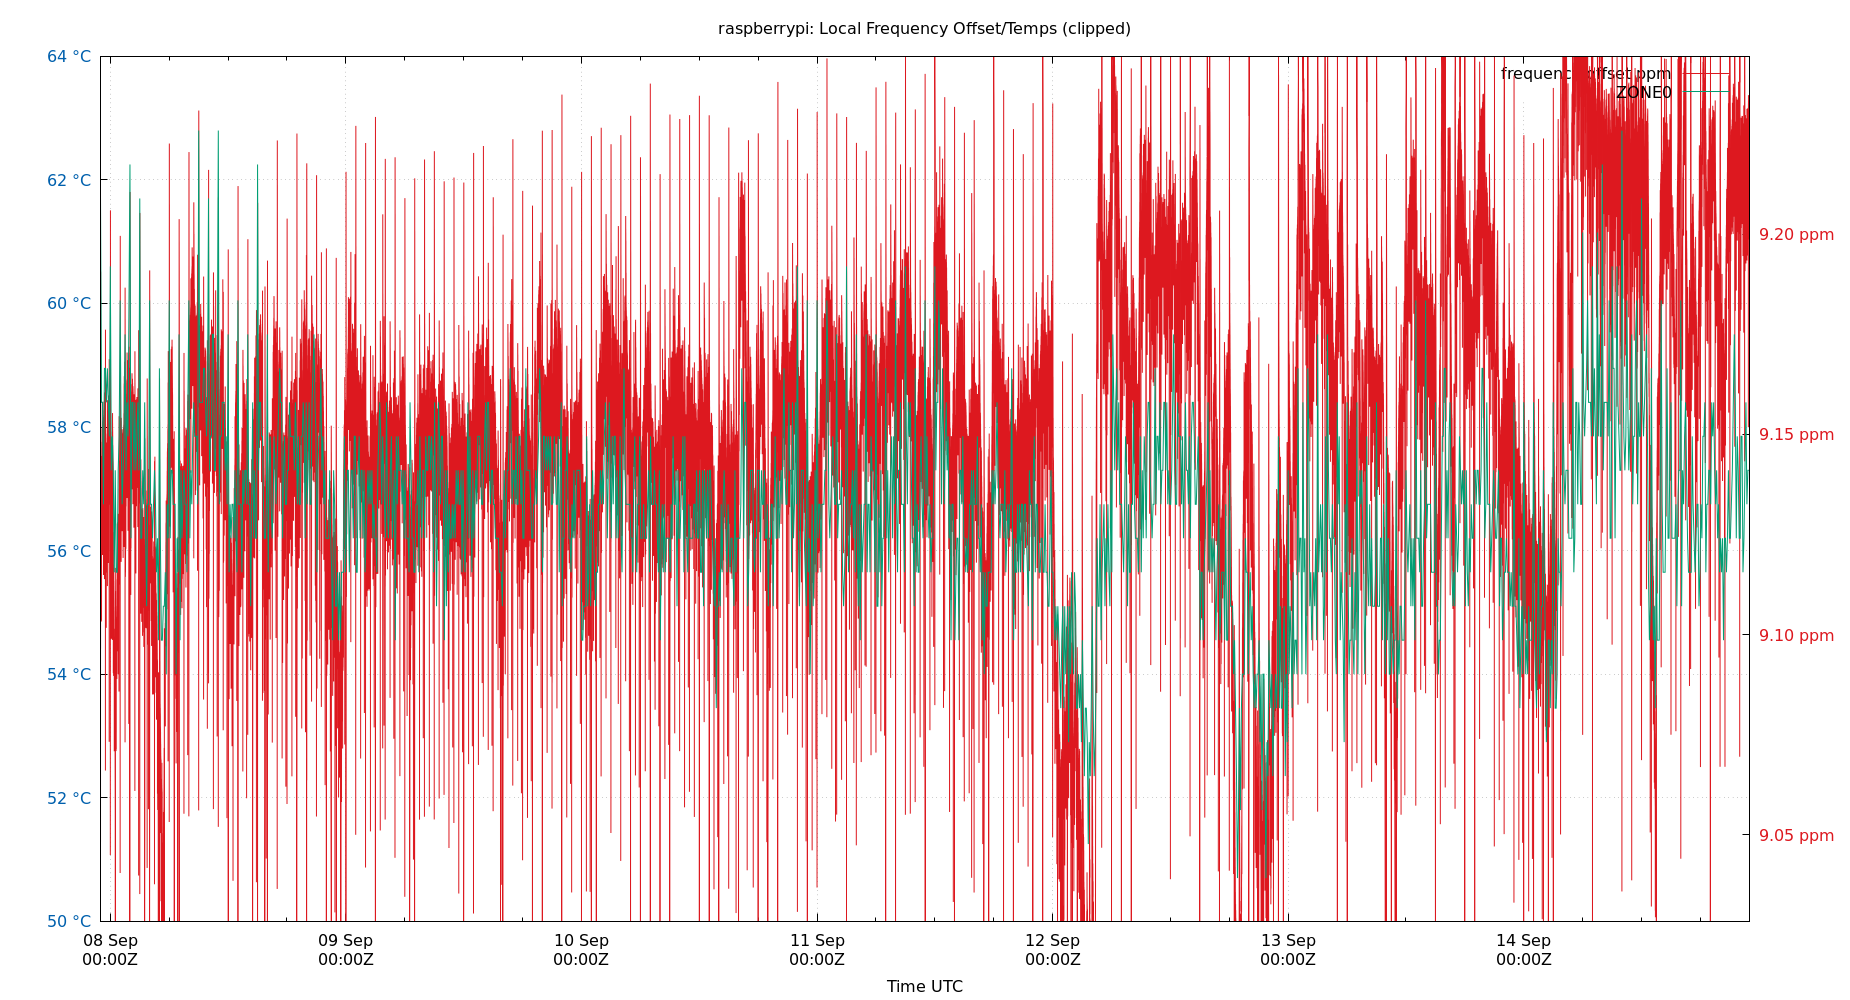 raspberrypi: Local Frequency Offset/Temps (clipped)
64 °C
62 °C
60 °C
58 °C
56 °C
54 °C
52 °C
50 °C
frequency offset ppm
ZONE0
9.20 ppm
9.15 ppm
9.10 ppm
9.05 ppm
08 Sep
00:00Z
09 Sep
00:00Z
10 Sep
00:00Z
11 Sep
00:00Z
12 Sep
00:00Z
13 Sep
00:00Z
14 Sep
00:00Z
Time UTC